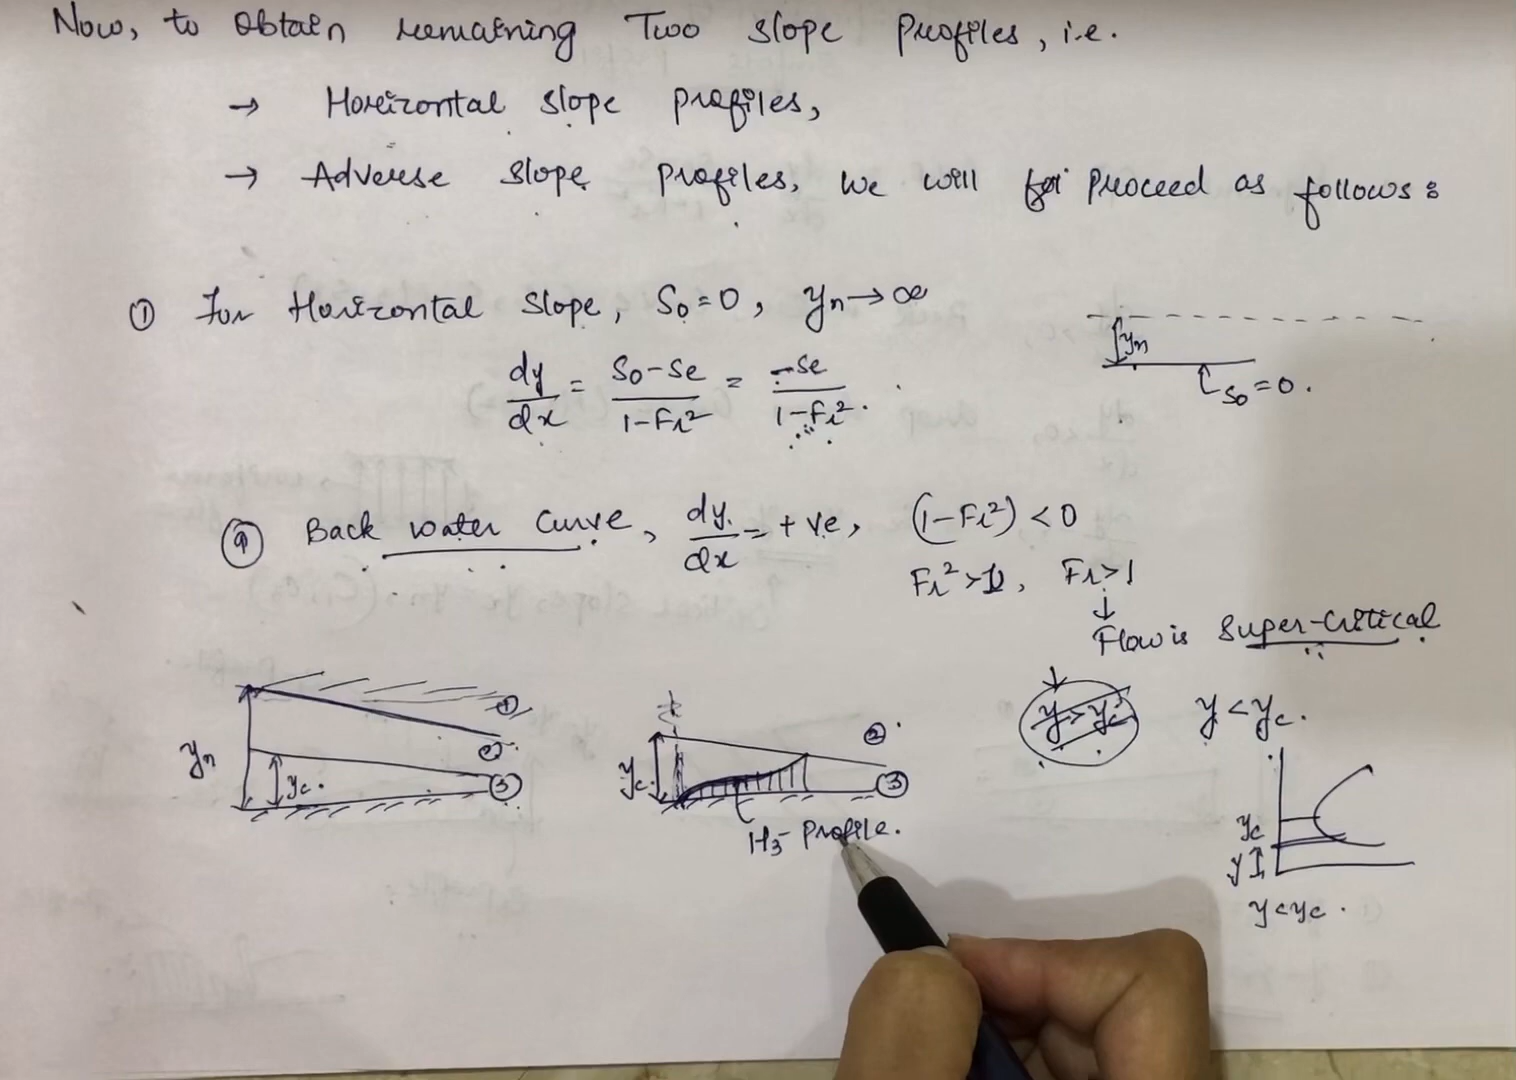 Now, to obtain remaining Two slope profiles, i.e.
→ Horizontal slope profiles,
→ Adverse slope profiles, we will proceed as follows :
① For Horizontal slope, S₀ = 0, yₙ → ∞
dy/dx = (S₀ - Se)/(1 - Fr²) = -Se/(1 - Fr²).
yₙ
S₀ = 0.
ⓐ Back water curve, dy/dx = +ve, (1 - Fr²) < 0
Fr² > 1, Fr > 1
↓
Flow is Super-critical
↓
y > yc
y < yc.
yₙ
yc.
①
②
③
yc
②
③
H₃ - Profile.
yc
y
y < yc.